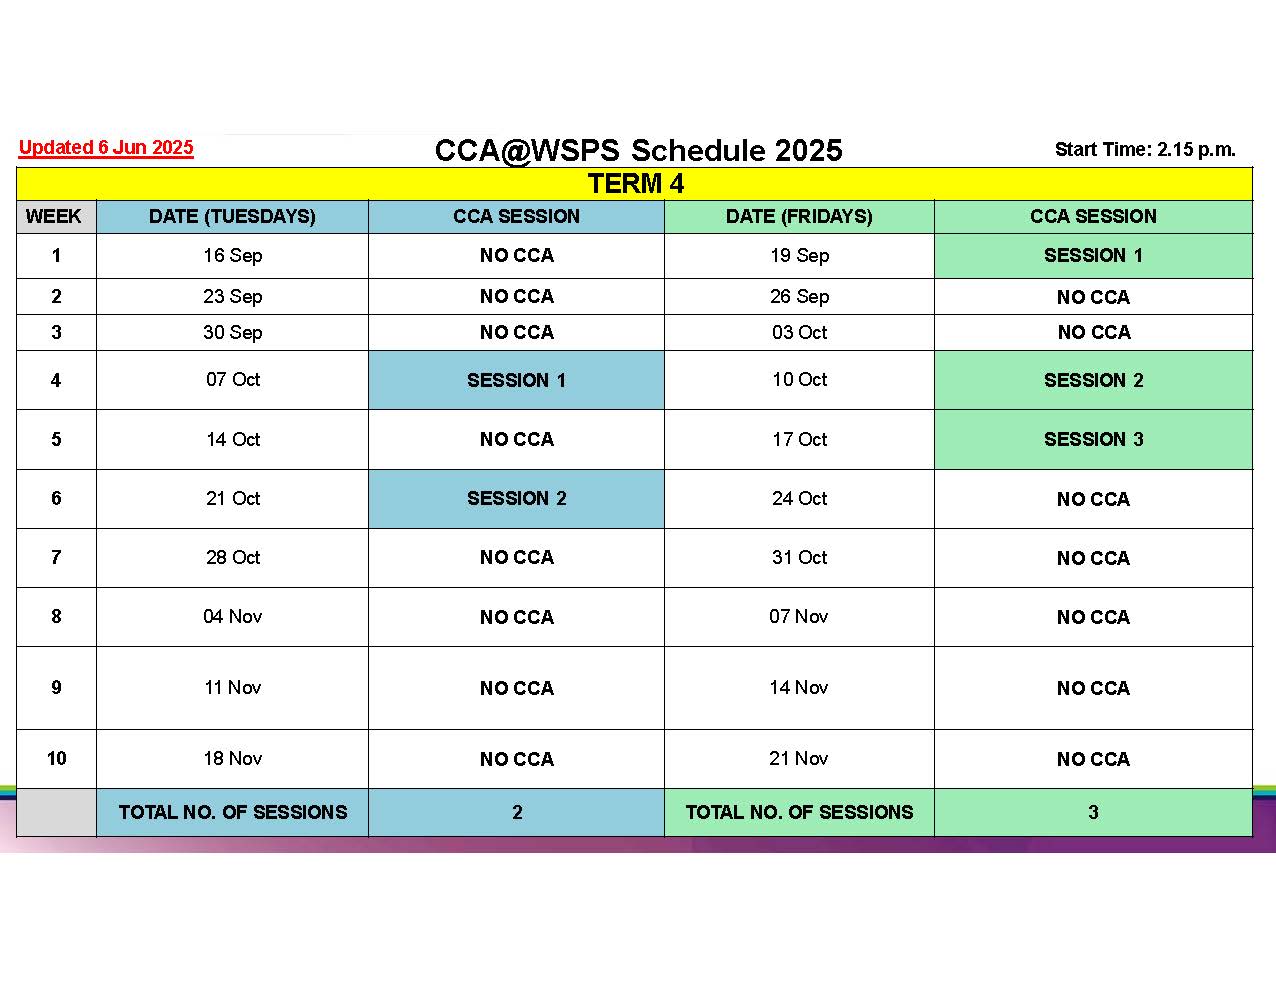 Updated 6 Jun 2025 CCA@WSPS Schedule 2025 Start Time: 2.15 p.m.
TERM 4
WEEK DATE (TUESDAYS) CCA SESSION DATE (FRIDAYS) CCA SESSION
1 16 Sep NO CCA 19 Sep SESSION 1
2 23 Sep NO CCA 26 Sep NO CCA
3 30 Sep NO CCA 03 Oct NO CCA
4 07 Oct SESSION 1 10 Oct SESSION 2
5 14 Oct NO CCA 17 Oct SESSION 3
6 21 Oct SESSION 2 24 Oct NO CCA
7 28 Oct NO CCA 31 Oct NO CCA
8 04 Nov NO CCA 07 Nov NO CCA
9 11 Nov NO CCA 14 Nov NO CCA
10 18 Nov NO CCA 21 Nov NO CCA
TOTAL NO. OF SESSIONS 2 TOTAL NO. OF SESSIONS 3